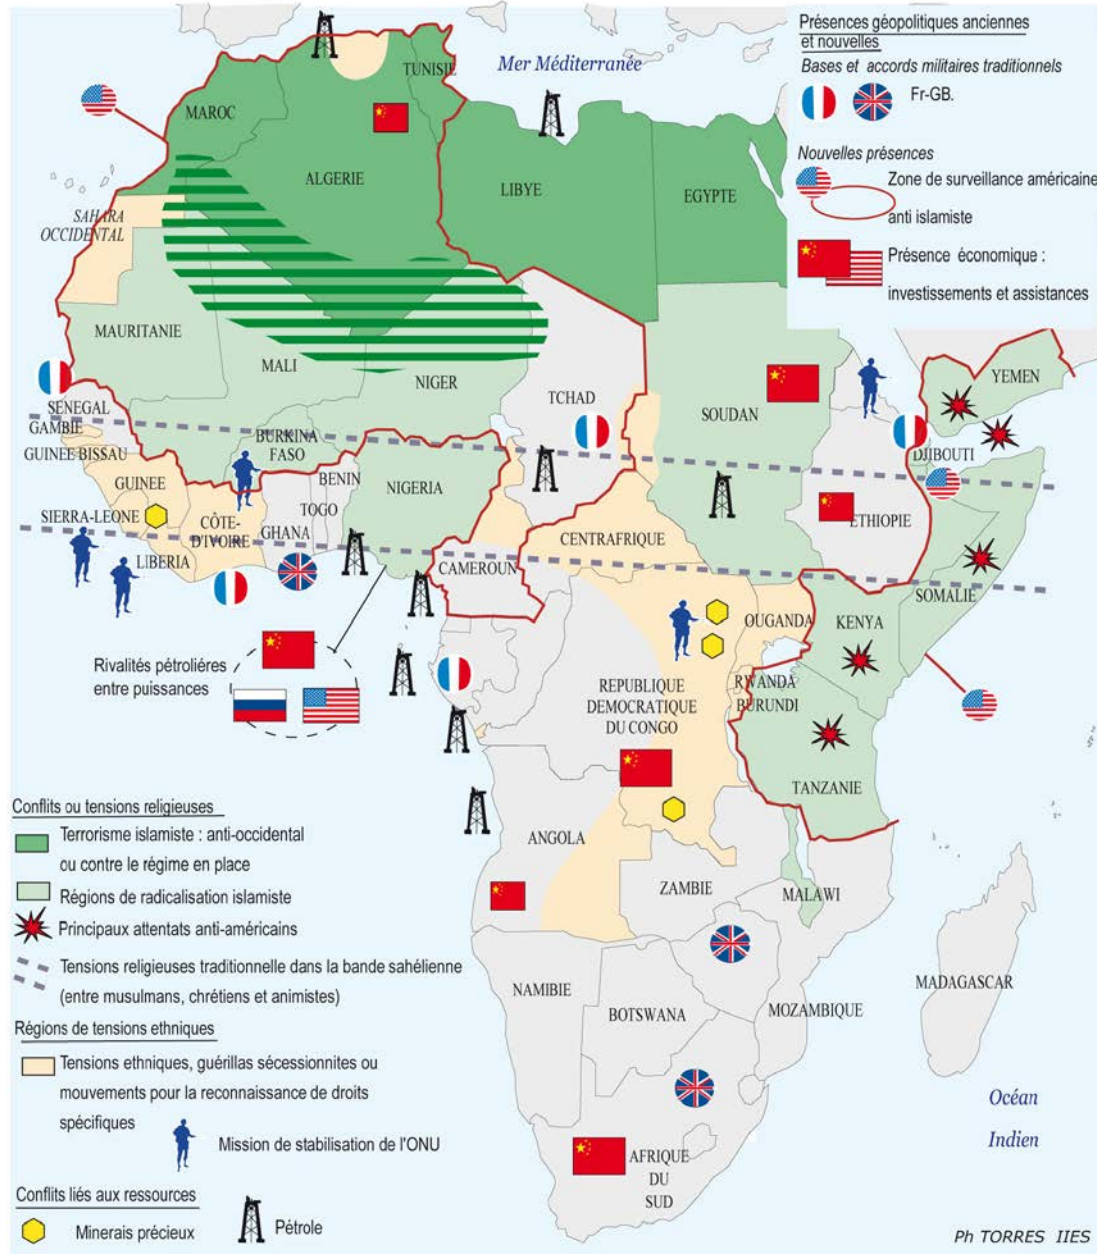 Présences géopolitiques anciennes
et nouvelles
Bases et accords militaires traditionnels
Fr-GB.
Nouvelles présences
Zone de surveillance américaine
anti islamiste
Présence économique :
investissements et assistances
Mer Méditerranée
TUNISIE
MAROC
ALGERIE
LIBYE
EGYPTE
SAHARA
OCCIDENTAL
MAURITANIE
MALI
NIGER
TCHAD
SOUDAN
YEMEN
SENEGAL
GAMBIE
GUINEE BISSAU
BURKINA
FASO
DJIBOUTI
GUINEE
BENIN
NIGERIA
SIERRA-LEONE
CÔTE-
D'IVOIRE
GHANA
TOGO
ETHIOPIE
LIBERIA
CENTRAFRIQUE
CAMEROUN
SOMALIE
OUGANDA
KENYA
Rivalités pétroliéres
entre puissances
RWANDA
BURUNDI
REPUBLIQUE
DEMOCRATIQUE
DU CONGO
TANZANIE
ANGOLA
ZAMBIE
MALAWI
MADAGASCAR
NAMIBIE
BOTSWANA
MOZAMBIQUE
AFRIQUE
DU
SUD
Océan
Indien
Conflits ou tensions religieuses
Terrorisme islamiste : anti-occidental
ou contre le régime en place
Régions de radicalisation islamiste
Principaux attentats anti-américains
Tensions religieuses traditionnelle dans la bande sahélienne
(entre musulmans, chrétiens et animistes)
Régions de tensions ethniques
Tensions ethniques, guérillas sécessionnites ou
mouvements pour la reconnaissance de droits
spécifiques
Mission de stabilisation de l'ONU
Conflits liés aux ressources
Minerais précieux
Pétrole
Ph TORRES IIES